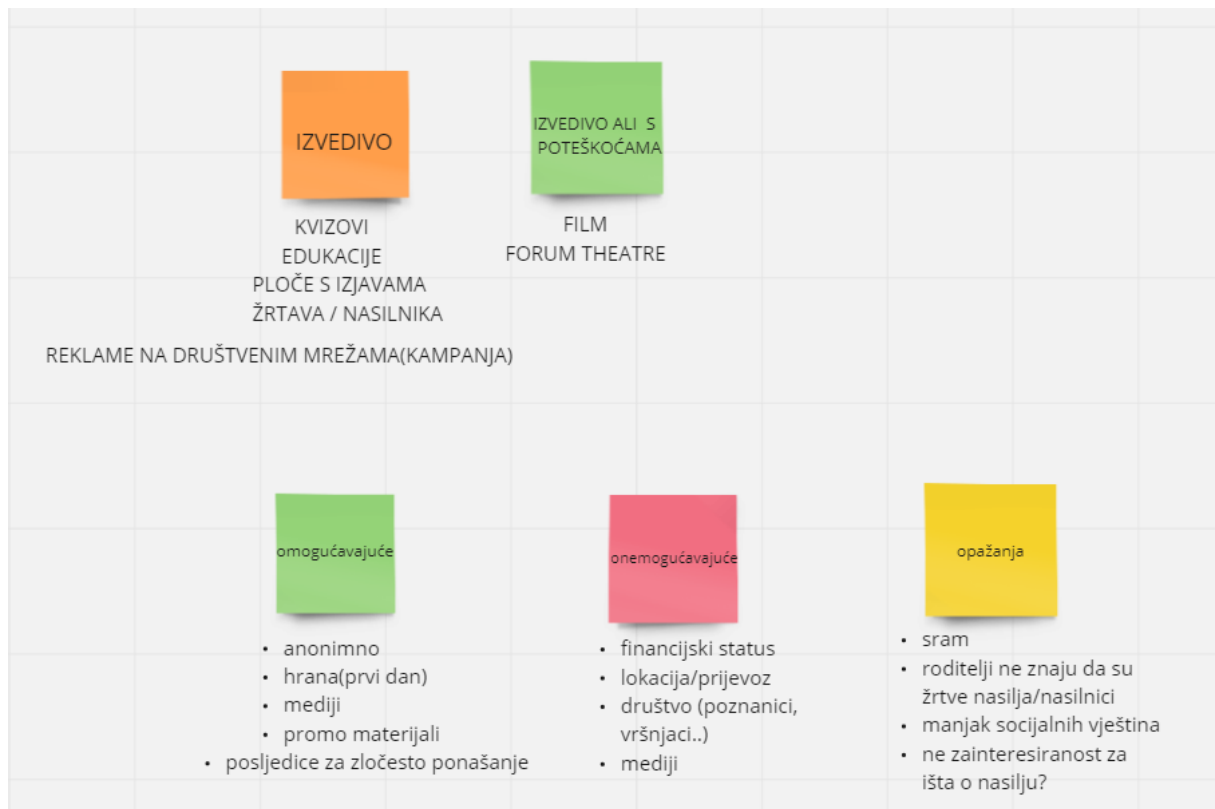 IZVEDIVO
IZVEDIVO ALI S
POTEŠKOĆAMA
KVIZOVI
EDUKACIJE
PLOČE S IZJAVAMA
ŽRTAVA / NASILNIKA
REKLAME NA DRUŠTVENIM MREŽAMA(KAMPANJA)
FILM
FORUM THEATRE
omogućavajuće
• anonimno
• hrana(prvi dan)
• mediji
• promo materijali
• posljedice za zločesto ponašanje
onemogućavajuće
• financijski status
• lokacija/prijevoz
• društvo (poznanici,
vršnjaci..)
• mediji
opažanja
• sram
• roditelji ne znaju da su
žrtve nasilja/nasilnici
• manjak socijalnih vještina
• ne zainteresiranost za
išta o nasilju?